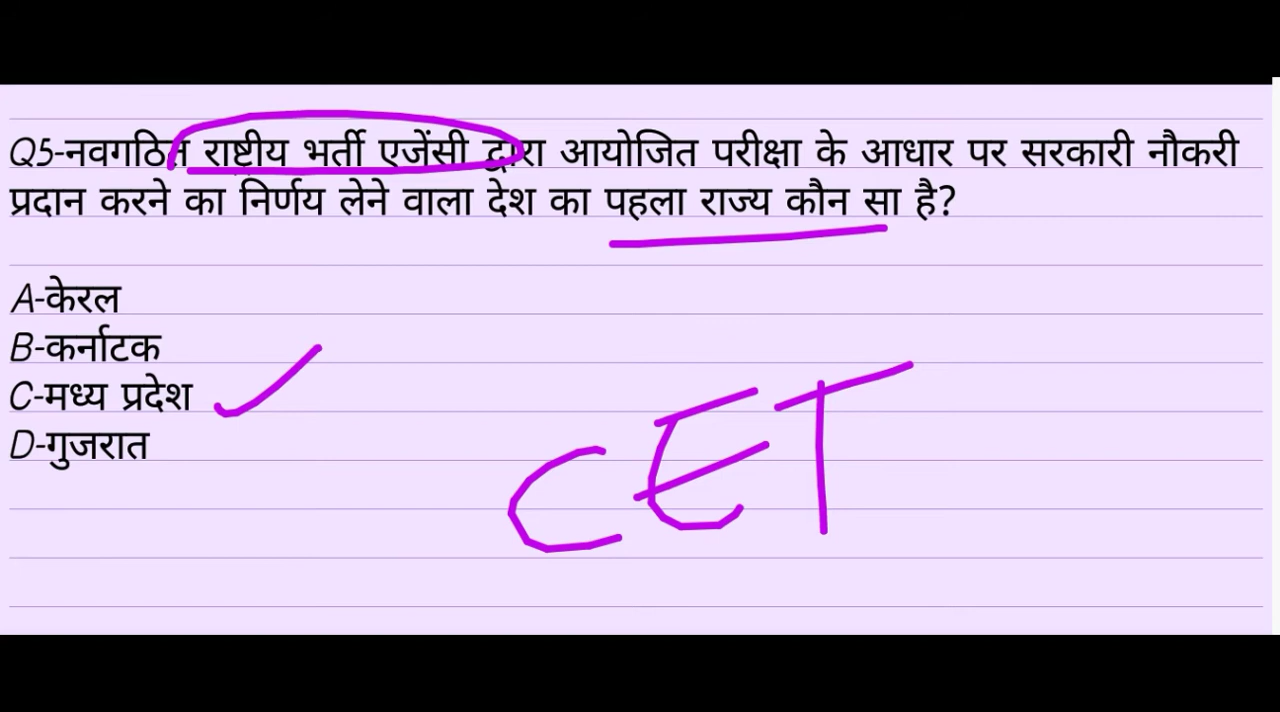 Q5-नवगठित राष्ट्रीय भर्ती एजेंसी द्वारा आयोजित परीक्षा के आधार पर सरकारी नौकरी
प्रदान करने का निर्णय लेने वाला देश का पहला राज्य कौन सा है?
A-केरल
B-कर्नाटक
C-मध्य प्रदेश
D-गुजरात
CET